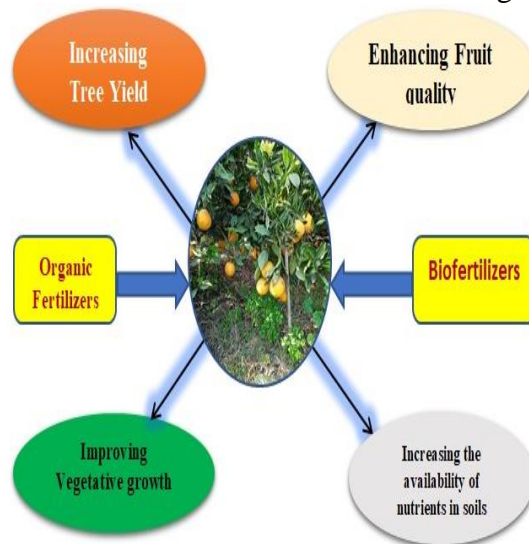 Increasing
Tree Yield
Enhancing Fruit
quality
Organic
Fertilizers
Biofertilizers
Improving
Vegetative growth
Increasing the
availability of
nutrients in soils